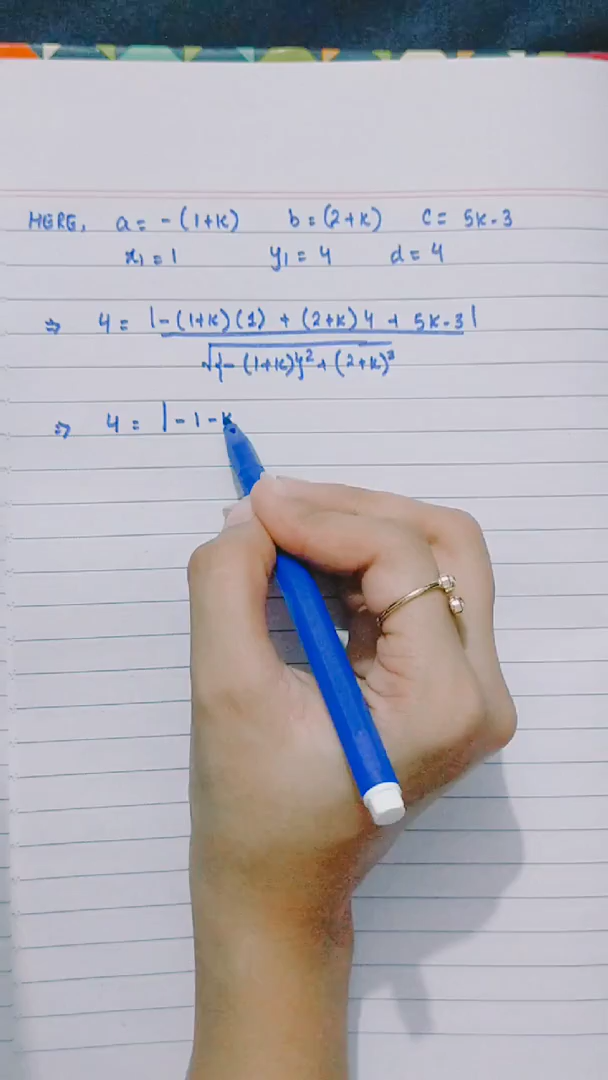 HERE, a = -(1+k) b = (2+k) c = 5k-3
x₁ = 1 y₁ = 4 d = 4
⇒ 4 = |-(1+k)(1) + (2+k)4 + 5k-3|
√{-(1+k)}² + (2+k)²
⇒ 4 = |-1-k